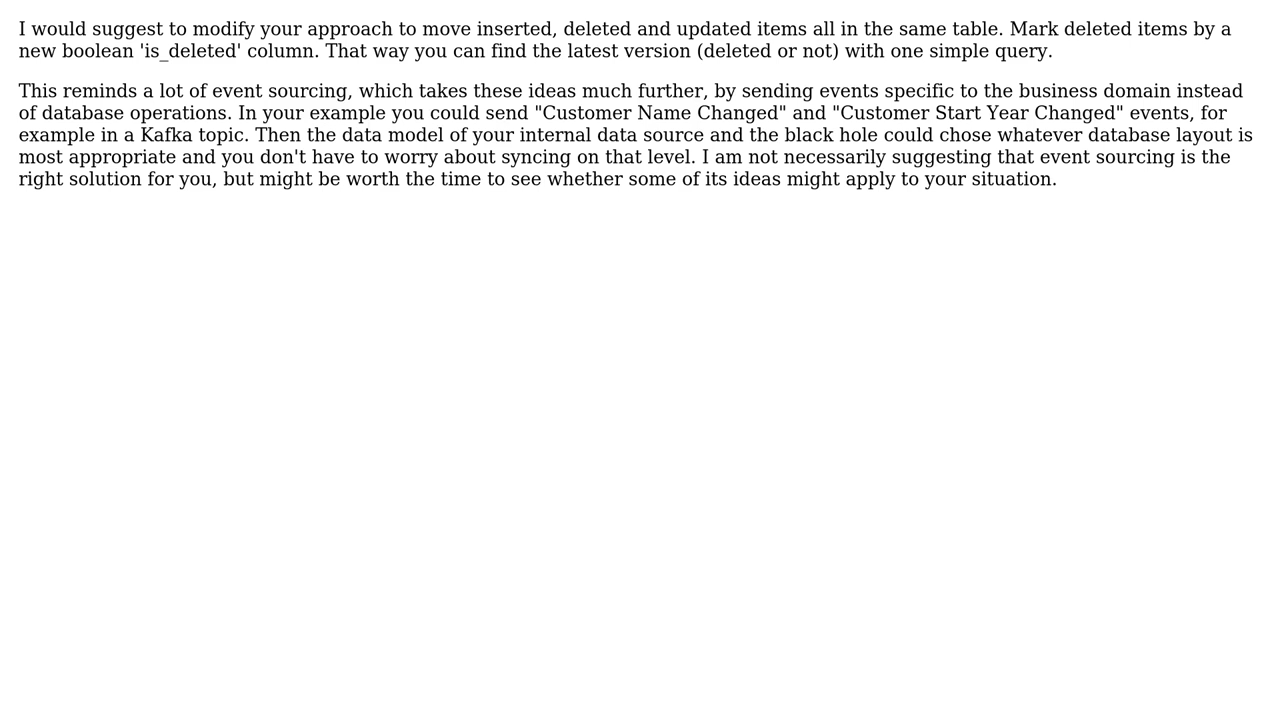 I would suggest to modify your approach to move inserted, deleted and updated items all in the same table. Mark deleted items by a
new boolean 'is_deleted' column. That way you can find the latest version (deleted or not) with one simple query.
This reminds a lot of event sourcing, which takes these ideas much further, by sending events specific to the business domain instead
of database operations. In your example you could send "Customer Name Changed" and "Customer Start Year Changed" events, for
example in a Kafka topic. Then the data model of your internal data source and the black hole could chose whatever database layout is
most appropriate and you don't have to worry about syncing on that level. I am not necessarily suggesting that event sourcing is the
right solution for you, but might be worth the time to see whether some of its ideas might apply to your situation.